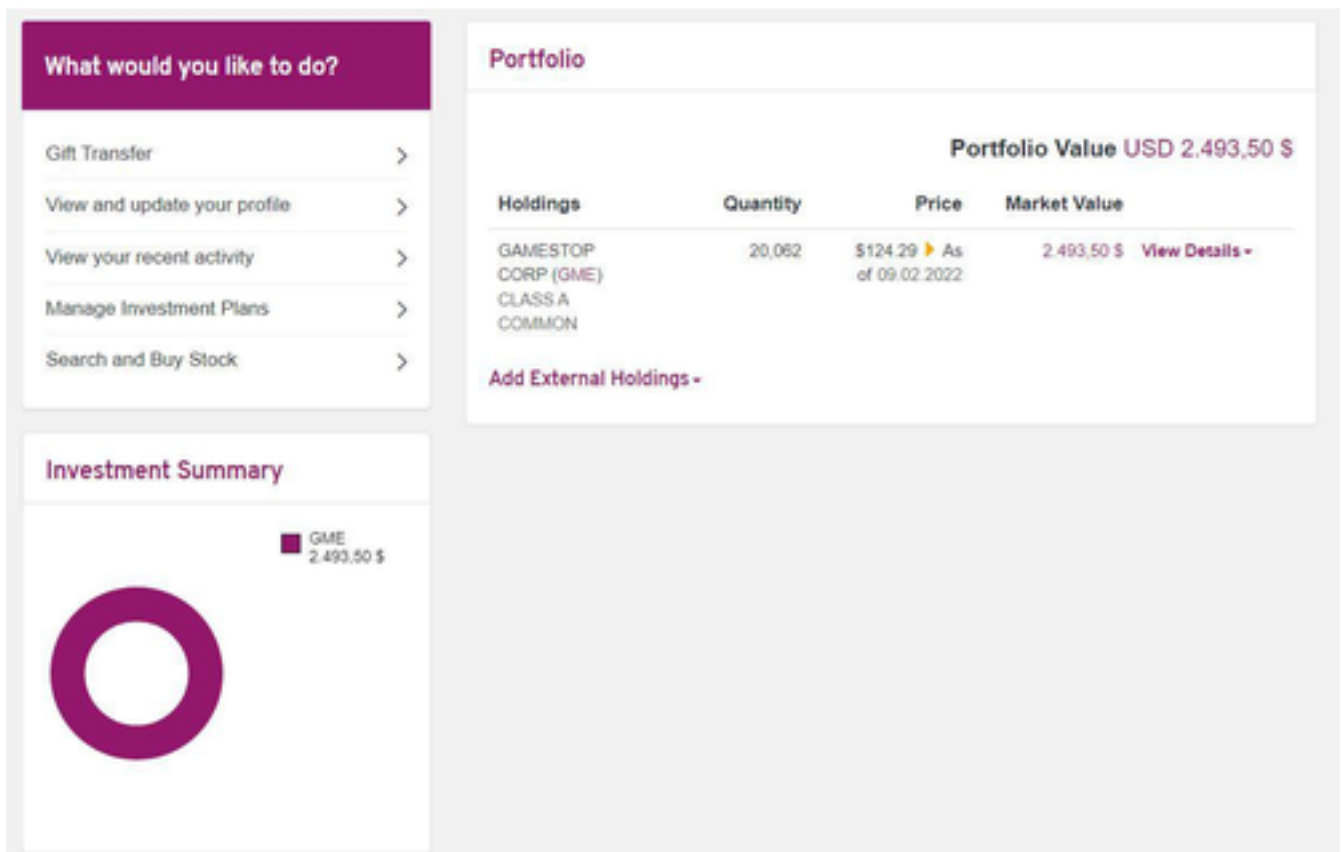 What would you like to do?
Gift Transfer
View and update your profile
View your recent activity
Manage Investment Plans
Search and Buy Stock
Portfolio
Portfolio Value USD 2.493,50 $
Holdings Quantity Price Market Value
GAMESTOP 20,062 $124.29 As 2.493,50 $ View Details
CORP (GME) of 09.02.2022
CLASS A
COMMON
Add External Holdings
Investment Summary
GME
2.493,50 $